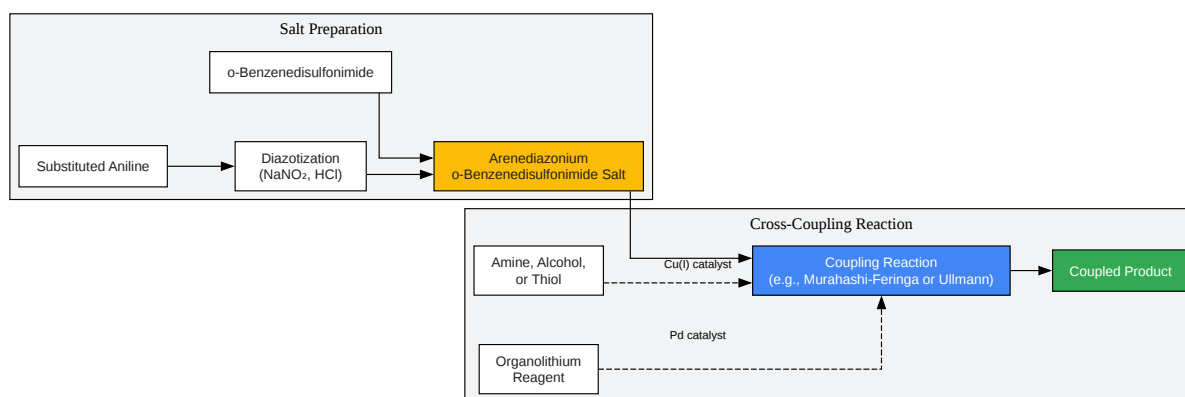 Salt Preparation
o-Benzenedisulfonimide
Substituted Aniline
Diazotization
(NaNO₂, HCl)
Arenediazonium
o-Benzenedisulfonimide Salt
Cross-Coupling Reaction
Amine, Alcohol,
or Thiol
Cu(I) catalyst
Coupling Reaction
(e.g., Murahashi-Feringa or Ullmann)
Coupled Product
Pd catalyst
Organolithium
Reagent